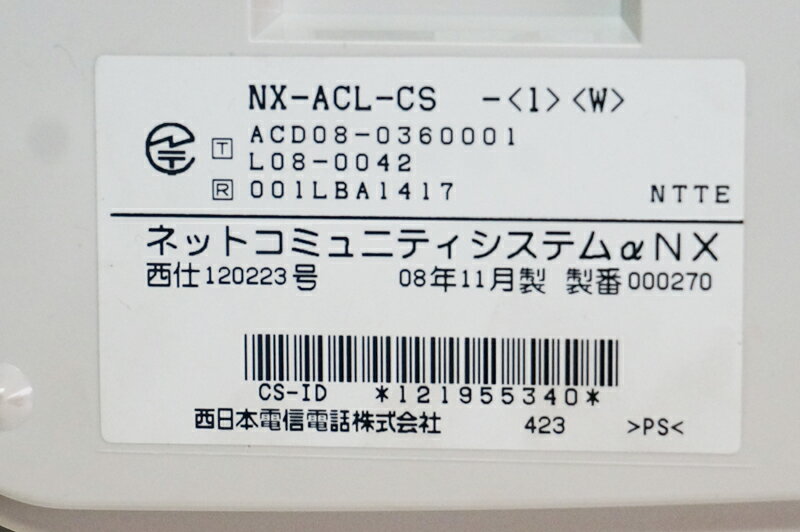 NX-ACL-CS -<1><W>
T ACD08-0360001
L08-0042
R 001LBA1417 NTTE
ネットコミュニティシステムαNX
西仕120223号 08年11月製 製番000270
CS-ID *121955340*
西日本電信電話株式会社 423 >PS<